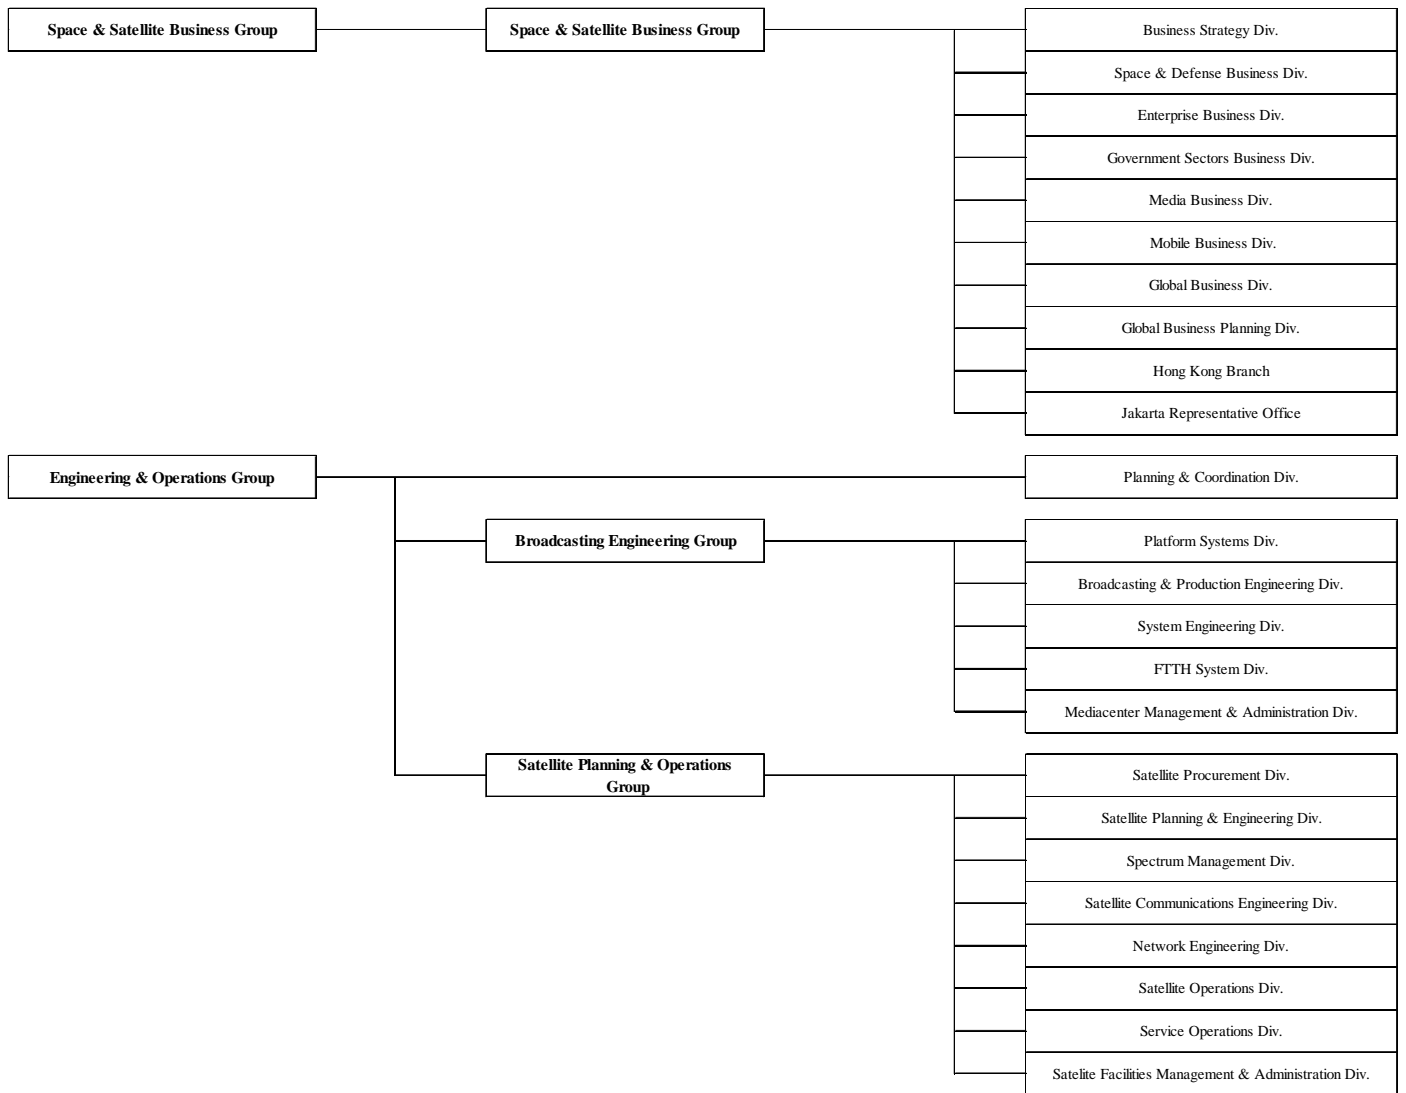 Space & Satellite Business Group
Space & Satellite Business Group
Business Strategy Div.
Space & Defense Business Div.
Enterprise Business Div.
Government Sectors Business Div.
Media Business Div.
Mobile Business Div.
Global Business Div.
Global Business Planning Div.
Hong Kong Branch
Jakarta Representative Office
Engineering & Operations Group
Planning & Coordination Div.
Broadcasting Engineering Group
Platform Systems Div.
Broadcasting & Production Engineering Div.
System Engineering Div.
FTTH System Div.
Mediacenter Management & Administration Div.
Satellite Planning & Operations
Group
Satellite Procurement Div.
Satellite Planning & Engineering Div.
Spectrum Management Div.
Satellite Communications Engineering Div.
Network Engineering Div.
Satellite Operations Div.
Service Operations Div.
Satelite Facilities Management & Administration Div.